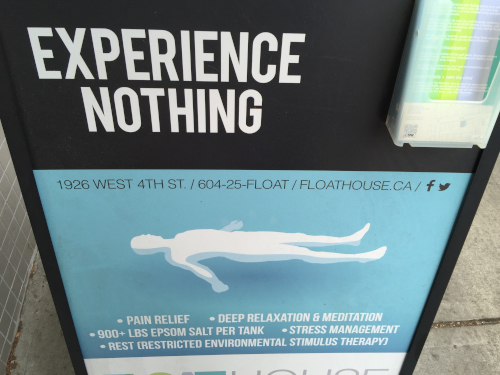 EXPERIENCE
NOTHING
1926 WEST 4TH ST. / 604-25-FLOAT / FLOATHOUSE.CA /
• PAIN RELIEF • DEEP RELAXATION & MEDITATION
• 900+ LBS EPSOM SALT PER TANK • STRESS MANAGEMENT
• REST (RESTRICTED ENVIRONMENTAL STIMULUS THERAPY)
HOUSE